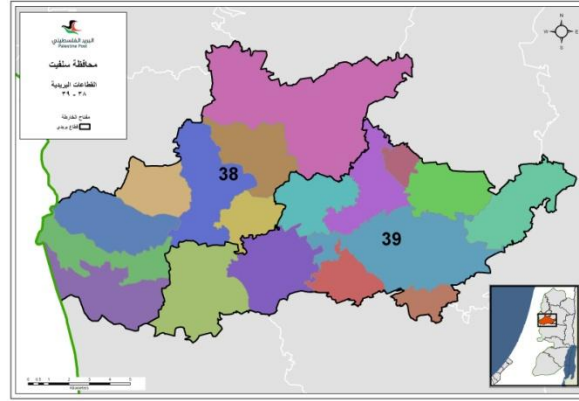 البريد الفلسطيني
Palestine Post
محافظة سلفيت
القطاعات البريدية
٣٨ - ٣٩
مفتاح الخارطة
قطاع بريدي
N
E
S
38
39